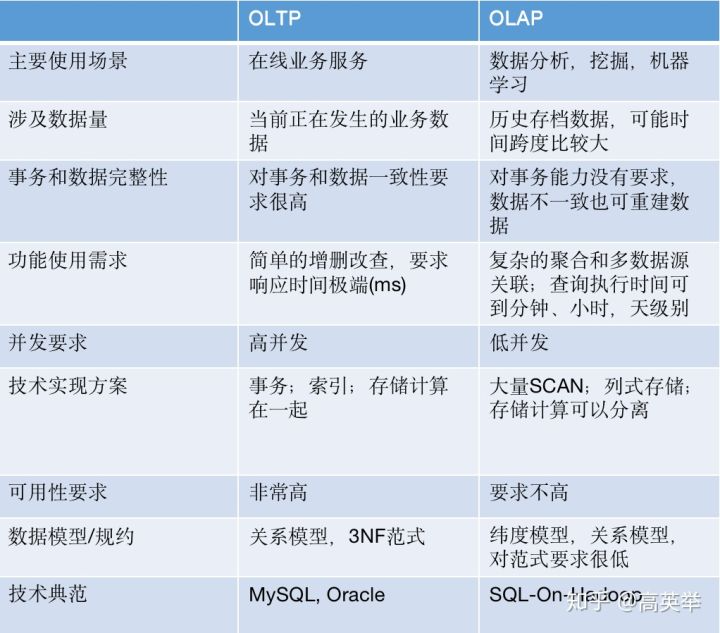 OLTP OLAP
主要使用场景 在线业务服务 数据分析，挖掘，机器
学习
涉及数据量 当前正在发生的业务数 历史存档数据，可能时
据 间跨度比较大
事务和数据完整性 对事务和数据一致性要 对事务能力没有要求，
求很高 数据不一致也可重建数
据
功能使用需求 简单的增删改查，要求 复杂的聚合和多数据源
响应时间极端(ms) 关联；查询执行时间可
到分钟、小时，天级别
并发要求 高并发 低并发
技术实现方案 事务；索引；存储计算 大量SCAN；列式存储；
在一起 存储计算可以分离
可用性要求 非常高 要求不高
数据模型/规约 关系模型，3NF范式 纬度模型，关系模型，
对范式要求很低
技术典范 MySQL, Oracle SQL-On-Hadoop
知乎 @高英举